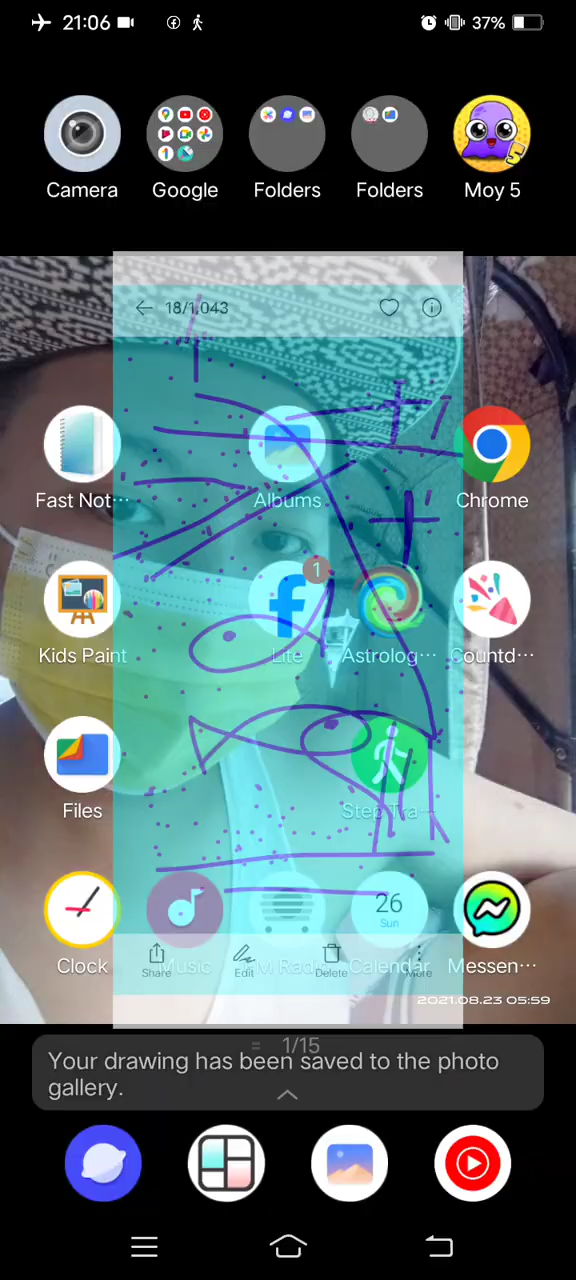 21:06
37%
Camera
Google
Folders
Folders
Moy 5
18/1,043
Fast Not···
Albums
Chrome
1
Kids Paint
Lite
Astrolog···
Countd···
Files
Step Tra···
26
Sun
Clock
Music
Calendar
Messen···
Share
Edit
Delete
More
2021.08.23 05:59
1/15
Your drawing has been saved to the photo
gallery.